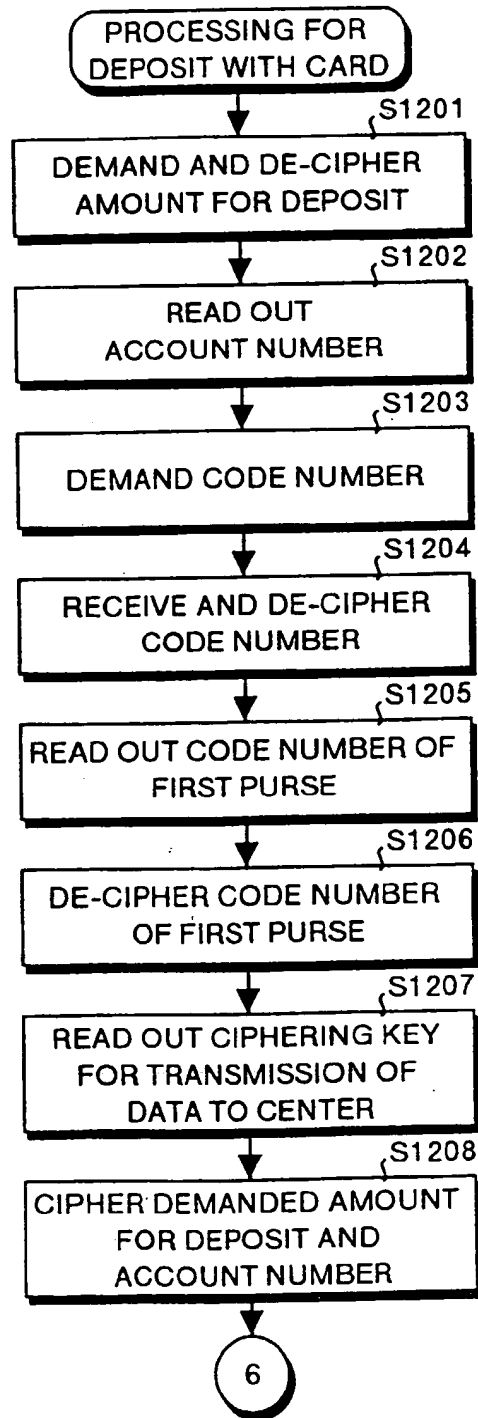 PROCESSING FOR
DEPOSIT WITH CARD
S1201
DEMAND AND DE-CIPHER
AMOUNT FOR DEPOSIT
S1202
READ OUT
ACCOUNT NUMBER
S1203
DEMAND CODE NUMBER
S1204
RECEIVE AND DE-CIPHER
CODE NUMBER
S1205
READ OUT CODE NUMBER OF
FIRST PURSE
S1206
DE-CIPHER CODE NUMBER
OF FIRST PURSE
S1207
READ OUT CIPHERING KEY
FOR TRANSMISSION OF
DATA TO CENTER
S1208
CIPHER DEMANDED AMOUNT
FOR DEPOSIT AND
ACCOUNT NUMBER
6